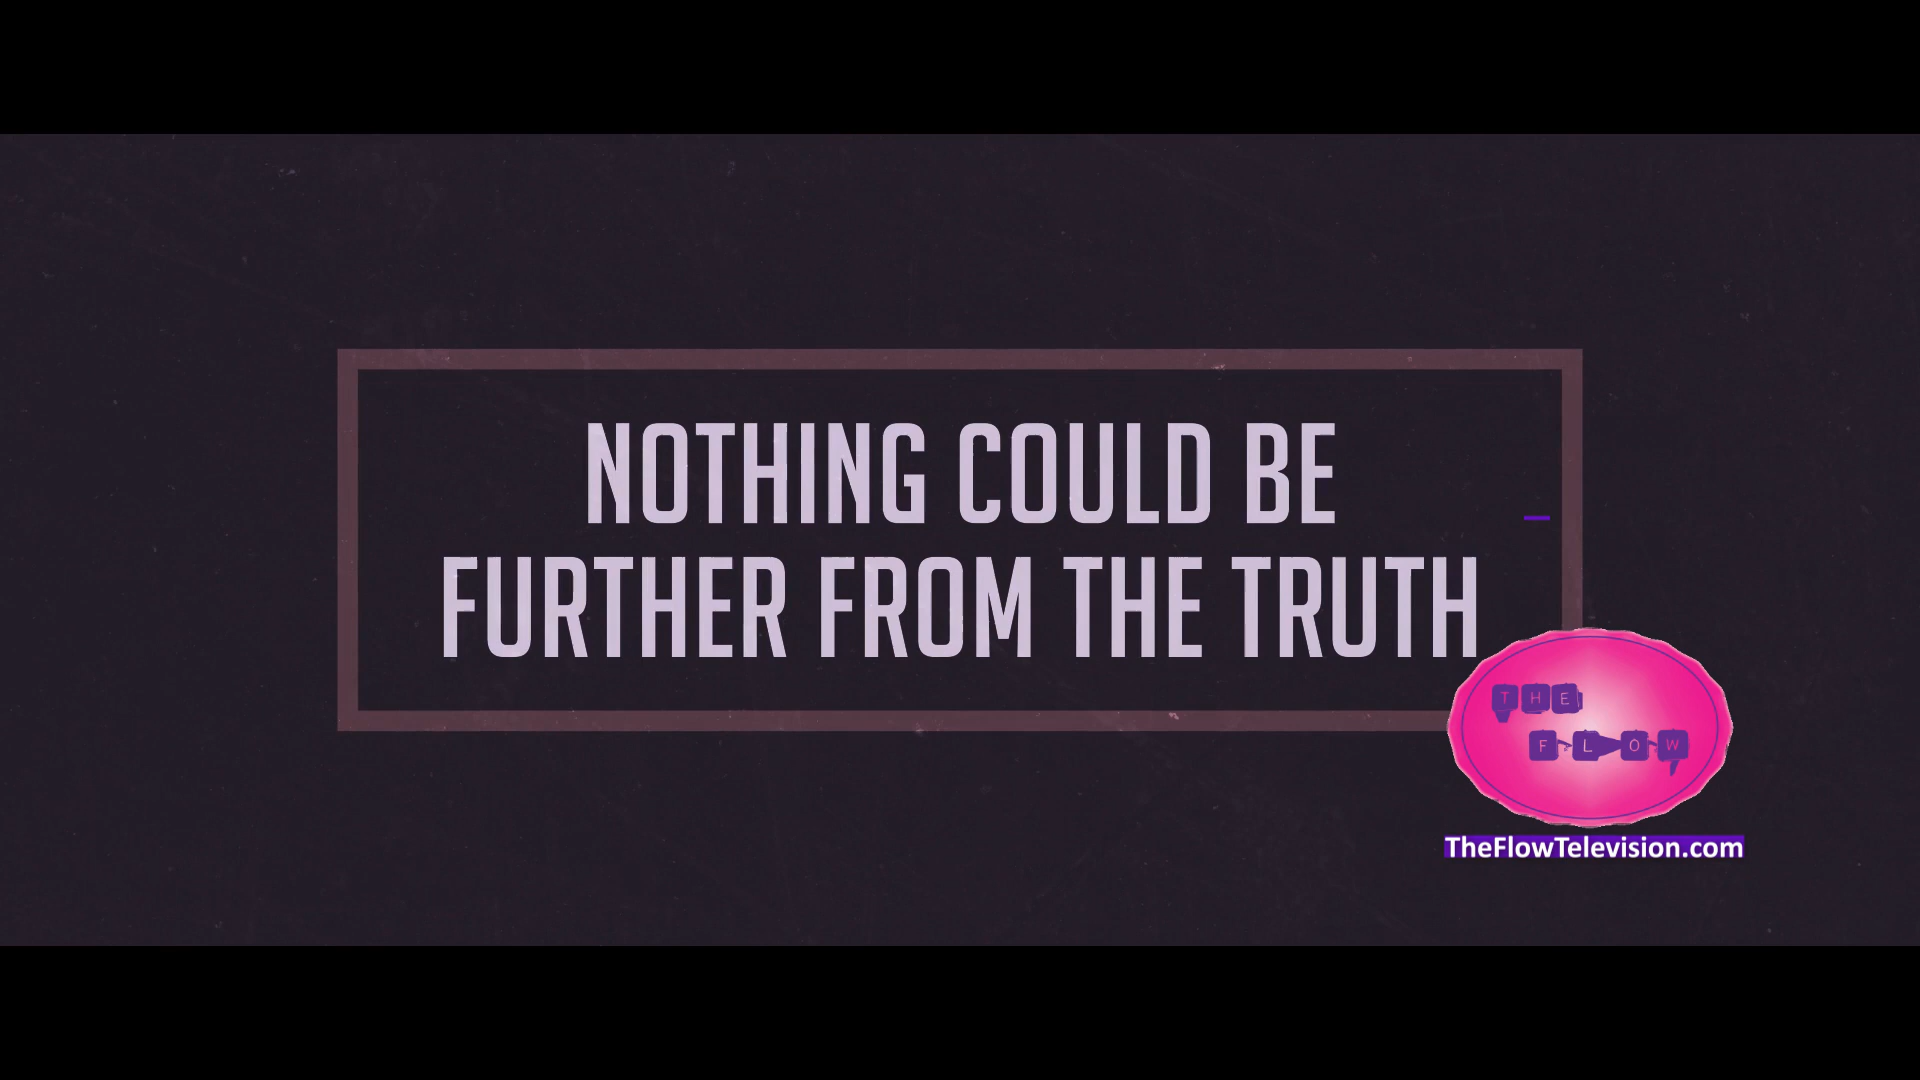 NOTHING COULD BE
FURTHER FROM THE TRUTH
THE
FLOW
TheFlowTelevision.com